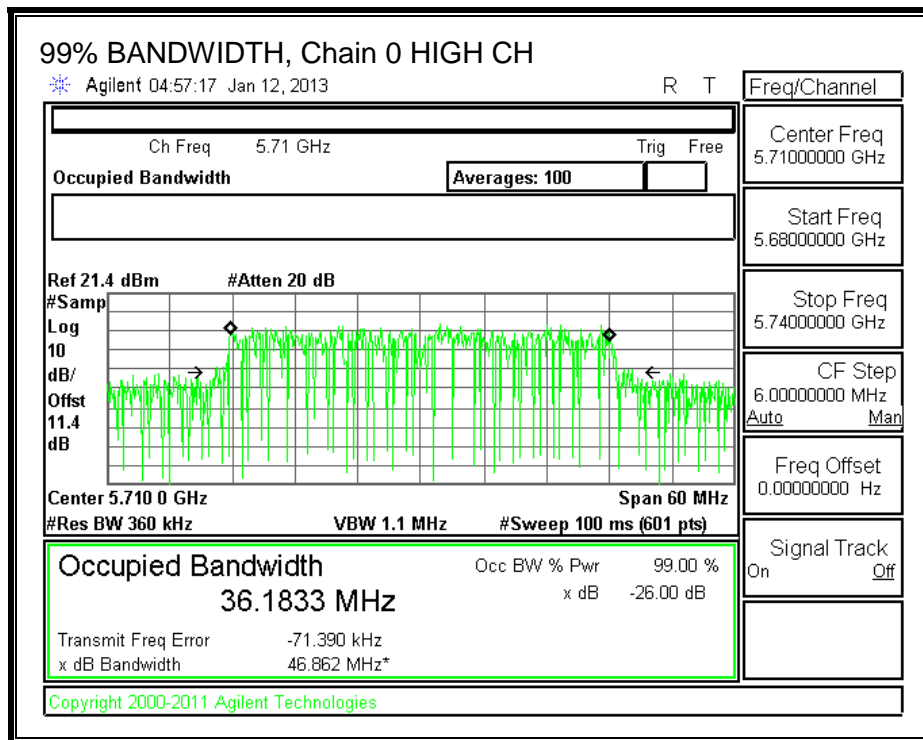 99% BANDWIDTH, Chain 0 HIGH CH
Agilent 04:57:17 Jan 12, 2013 R T
Ch Freq 5.71 GHz Trig Free
Occupied Bandwidth Averages: 100
Ref 21.4 dBm #Atten 20 dB
#Samp
Log
10
dB/
Offst
11.4
dB
Center 5.710 0 GHz Span 60 MHz
#Res BW 360 kHz VBW 1.1 MHz #Sweep 100 ms (601 pts)
Occupied Bandwidth Occ BW % Pwr 99.00 %
36.1833 MHz x dB -26.00 dB
Transmit Freq Error -71.390 kHz
x dB Bandwidth 46.862 MHz*
Copyright 2000-2011 Agilent Technologies
Freq/Channel
Center Freq
5.71000000 GHz
Start Freq
5.68000000 GHz
Stop Freq
5.74000000 GHz
CF Step
6.00000000 MHz
Auto Man
Freq Offset
0.00000000 Hz
Signal Track
On Off